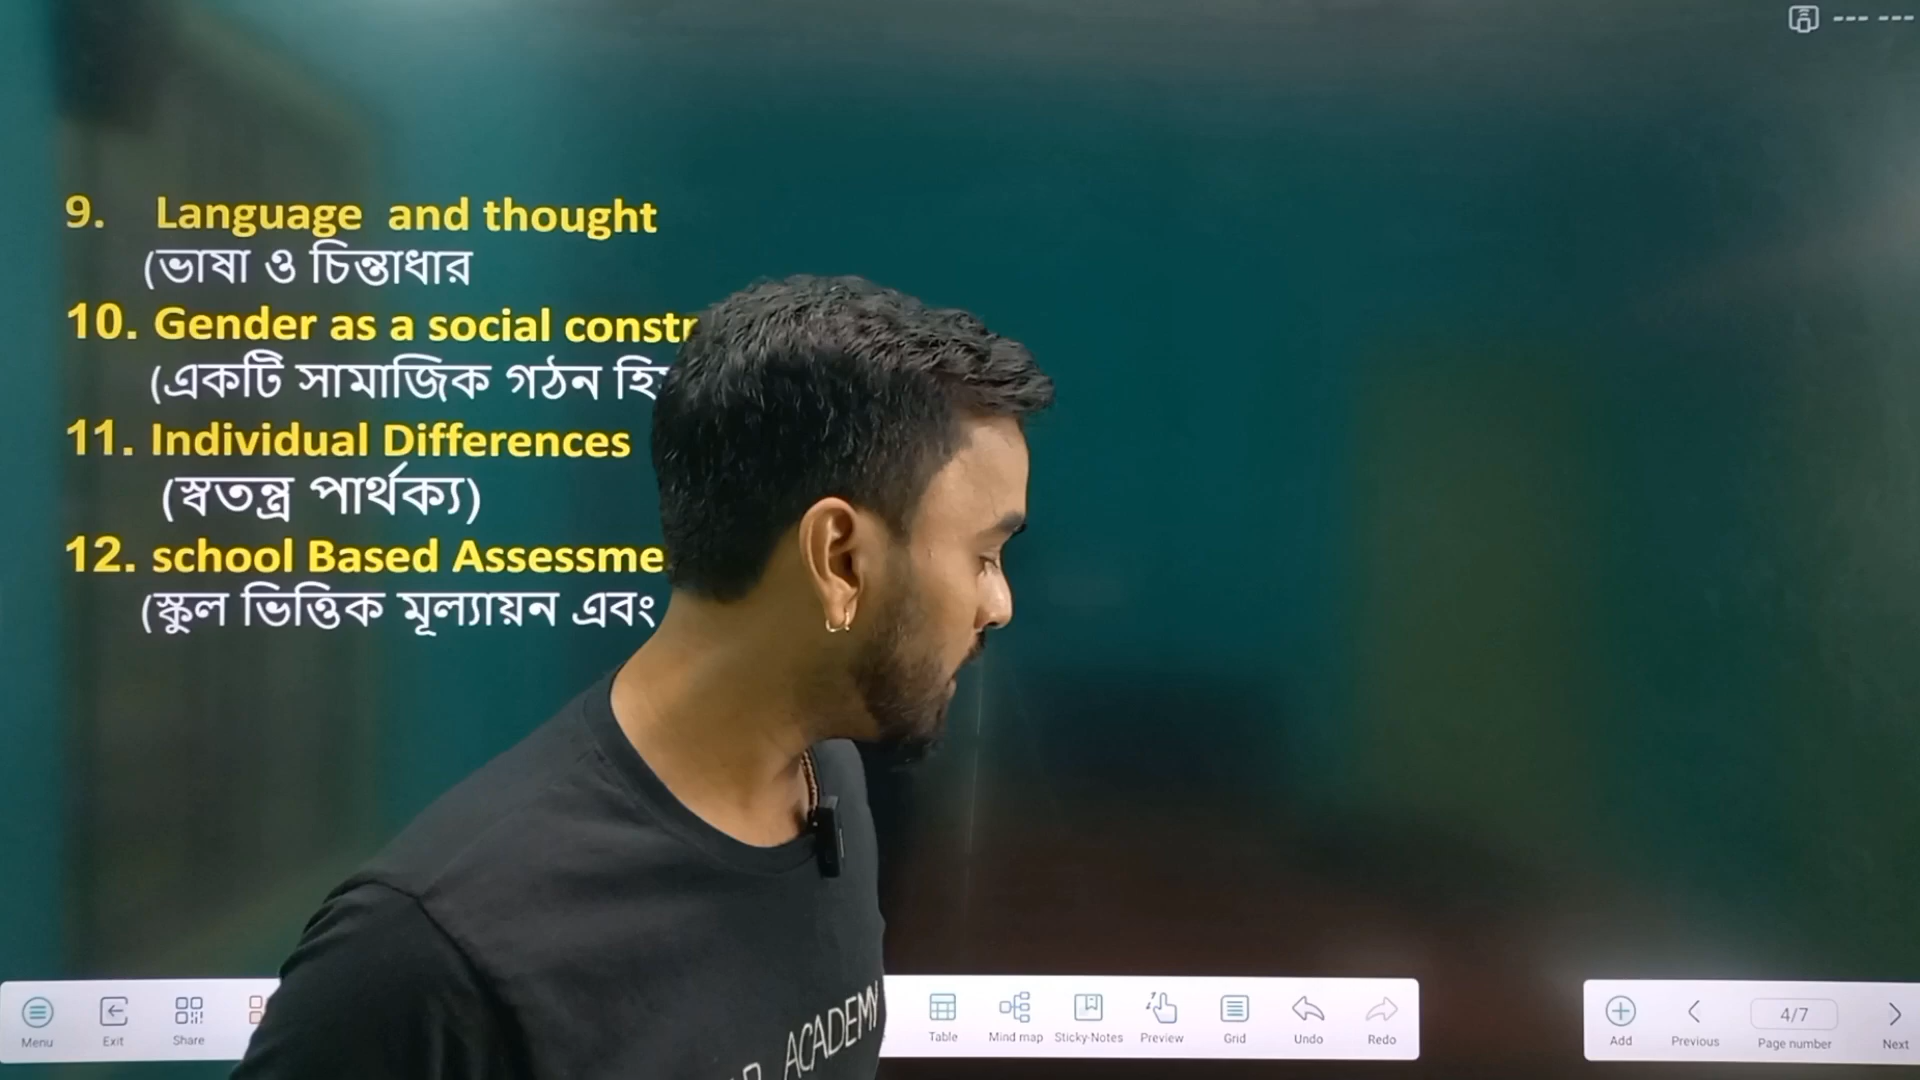 9. Language and thought
(ভাষা ও চিন্তাধার
10. Gender as a social constr
(একটি সামাজিক গঠন
11. Individual Differences
(স্বতন্ত্র পার্থক্য)
12. school Based Assessme
(স্কুল ভিত্তিক মূল্যায়ন এবং
ACADEMY
Menu Exit Share Table Mind map Sticky-Notes Preview Grid Undo Redo Add Previous 4/7 Page number Next